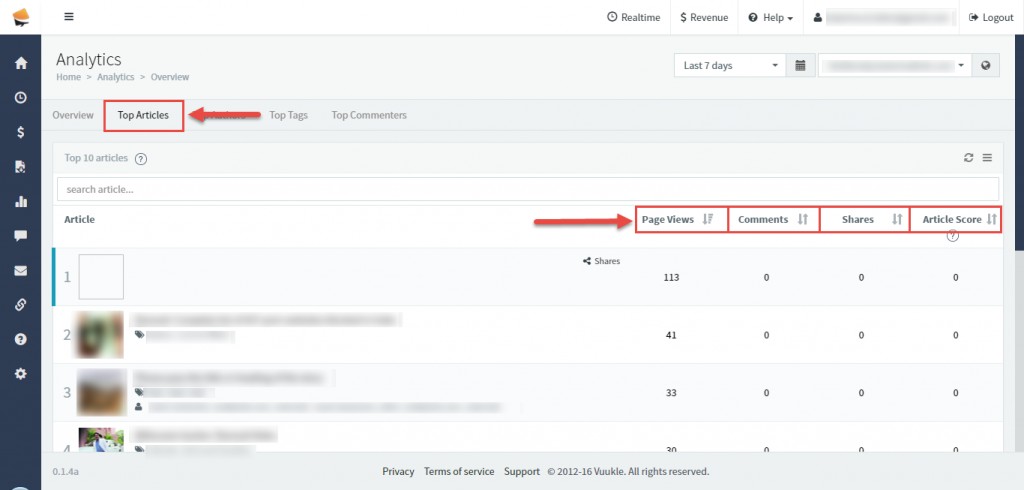 Realtime $ Revenue Help Logout
Analytics
Home > Analytics > Overview
Last 7 days
Overview Top Articles Top Tags Top Commenters
Top 10 articles ?
search article...
Article Page Views Comments Shares Article Score
?
Shares
1 113 0 0 0
2 41 0 0 0
3 33 0 0 0
4 30 0 0 0
0.1.4a Privacy Terms of service Support © 2012-16 Vuukle. All rights reserved.